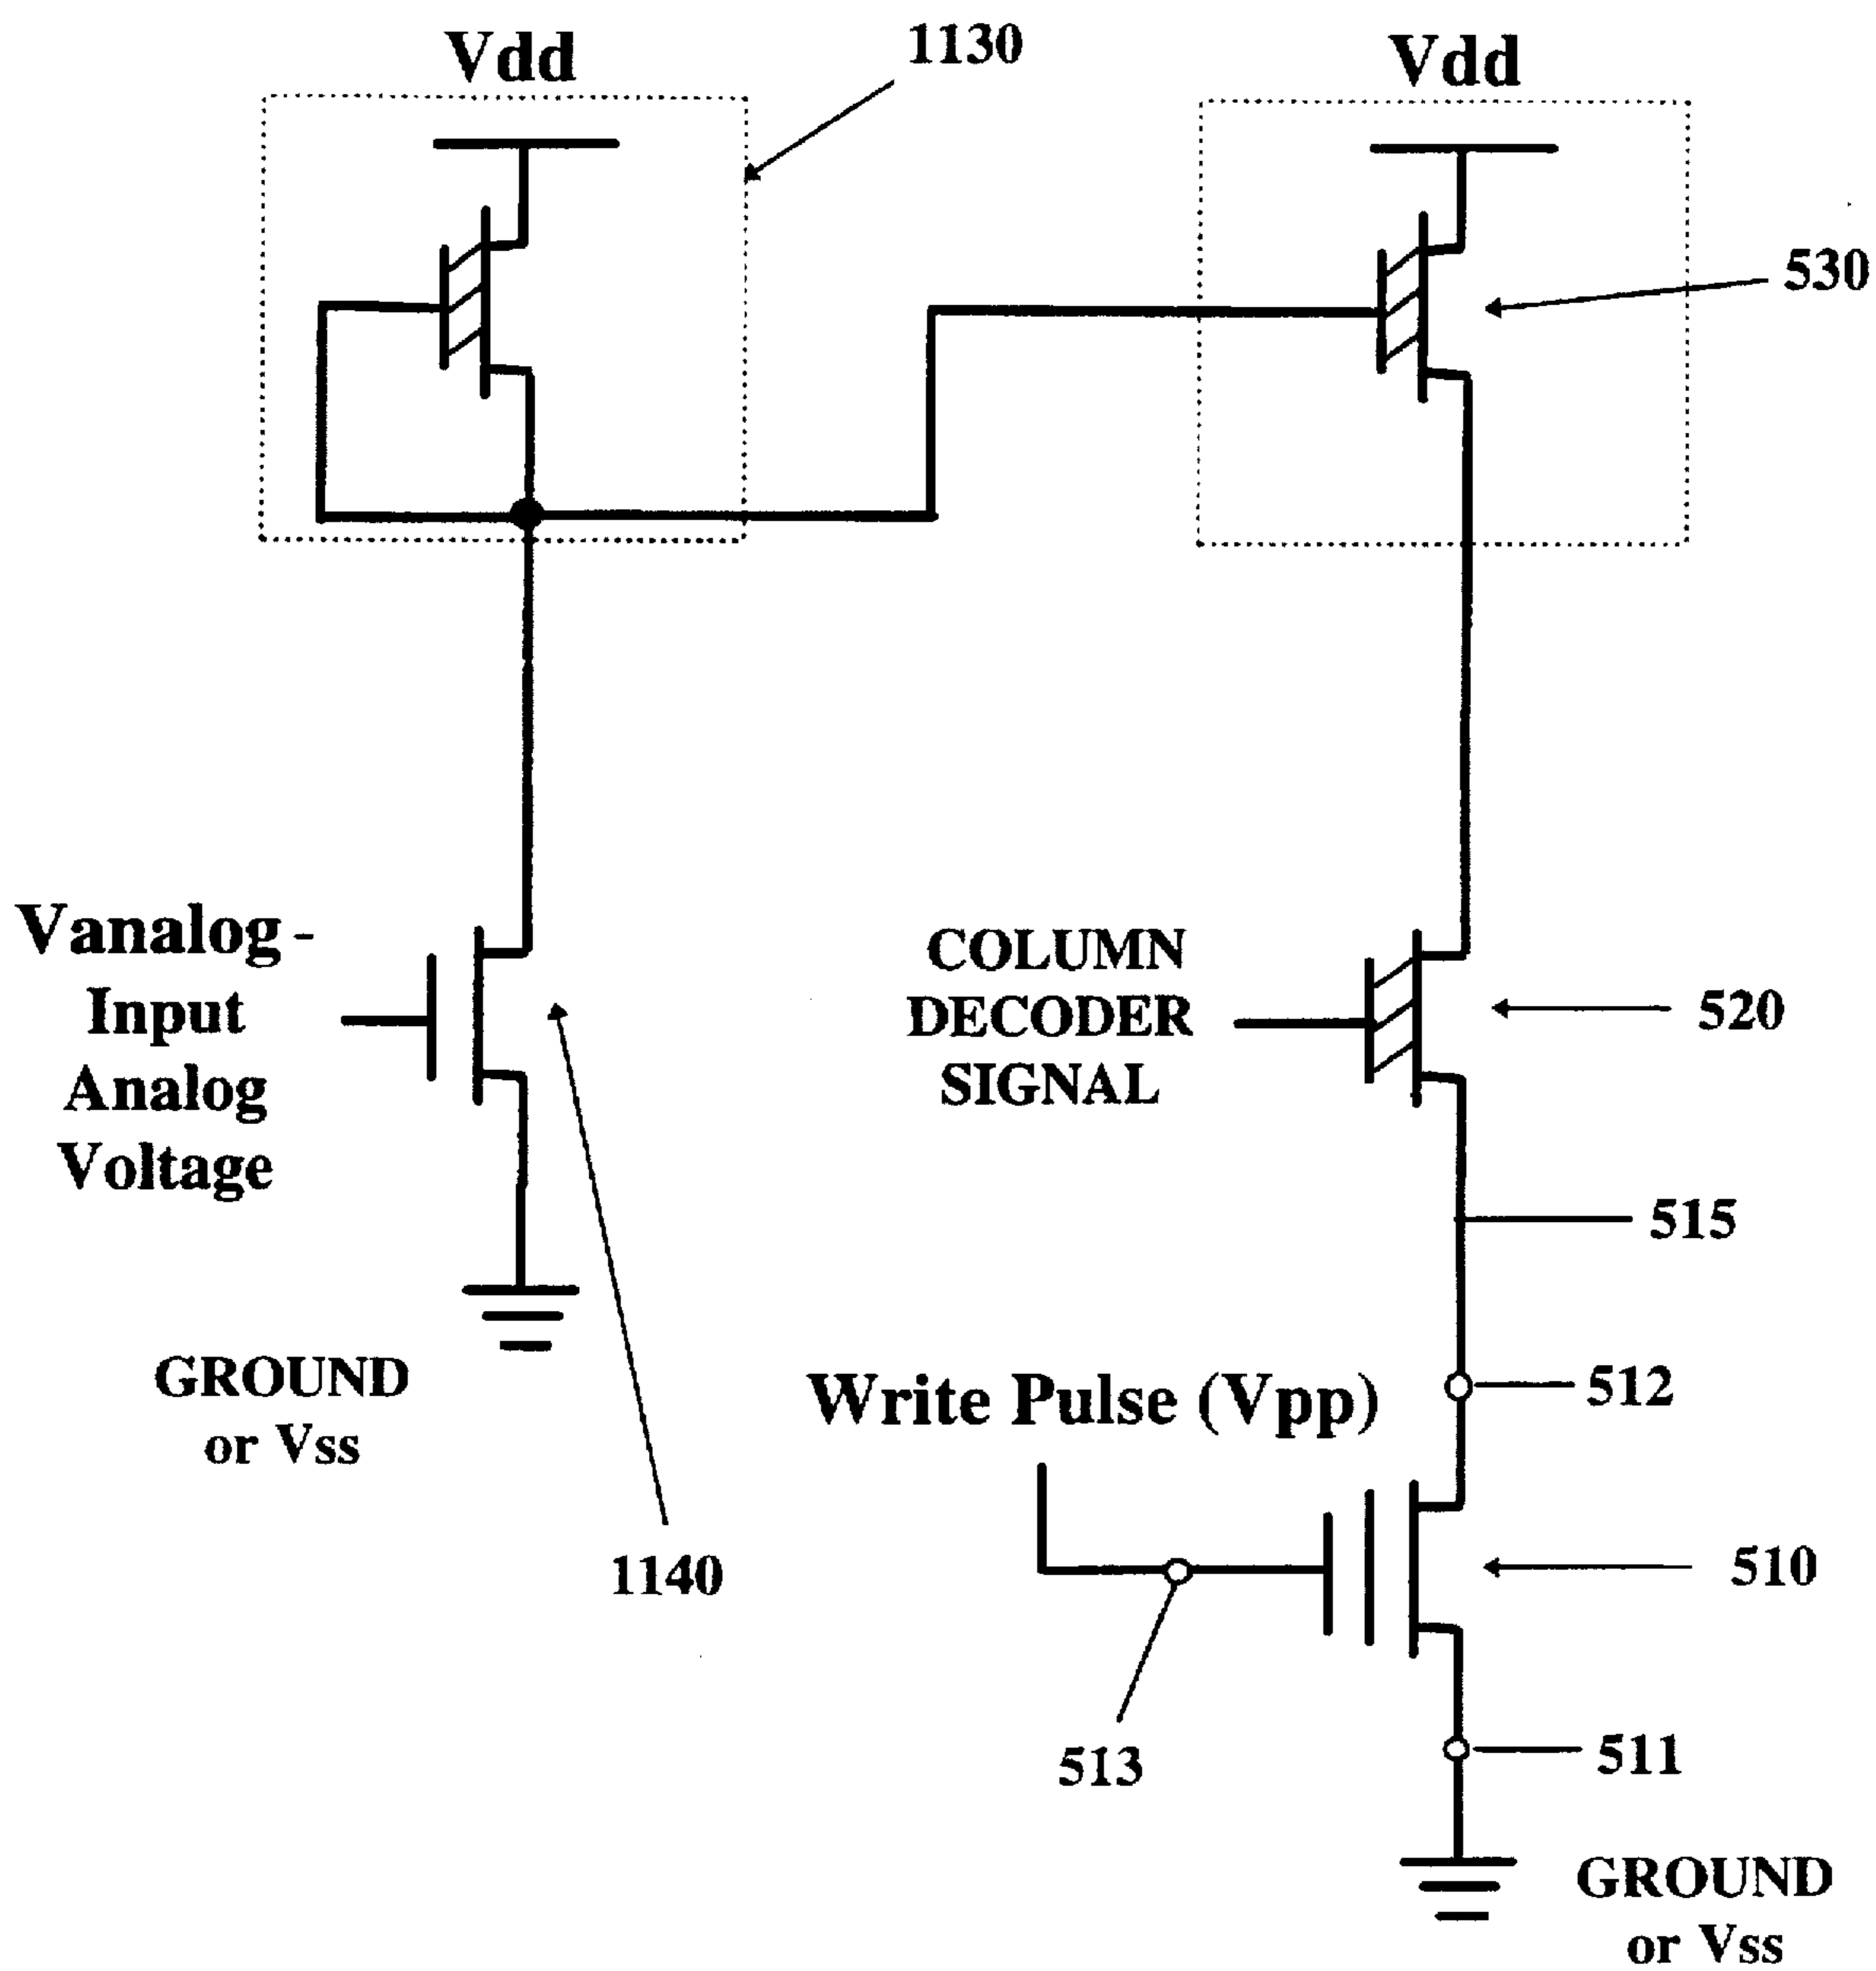 1130
Vdd
Vdd
530
Vanalog-
Input
Analog
Voltage
COLUMN
DECODER
SIGNAL
520
515
GROUND
or Vss
Write Pulse (Vpp)
512
1140
510
513
511
GROUND
or Vss